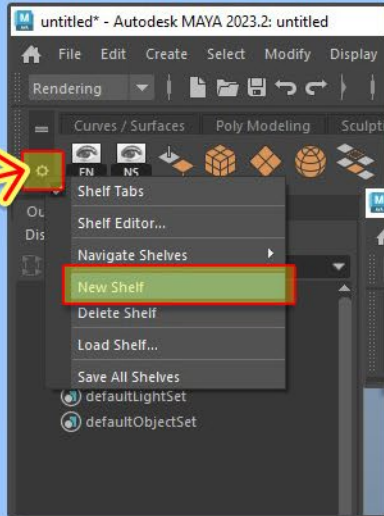 untitled* - Autodesk MAYA 2023.2: untitled
File Edit Create Select Modify Display
Rendering
Curves / Surfaces Poly Modeling Sculpti
FN NS
Shelf Tabs
Shelf Editor...
Navigate Shelves
New Shelf
Delete Shelf
Load Shelf...
Save All Shelves
defaultLightSet
defaultObjectSet